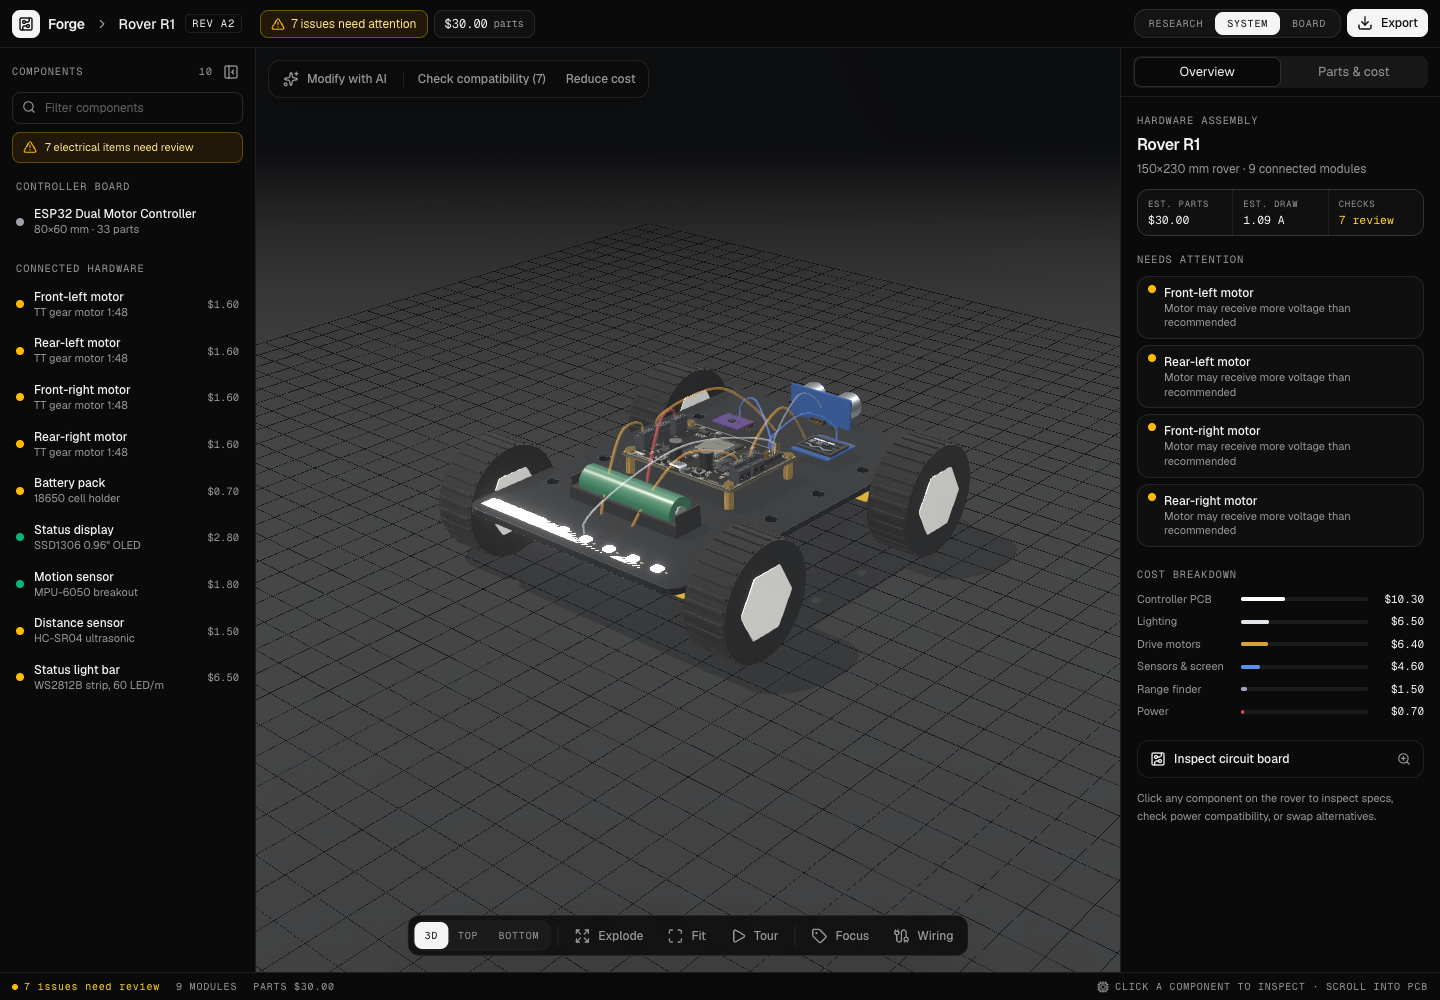 Forge
Rover R1
REV A2
7 issues need attention
$30.00 parts
RESEARCH
SYSTEM
BOARD
Export
COMPONENTS
10
Filter components
7 electrical items need review
CONTROLLER BOARD
ESP32 Dual Motor Controller
80×60 mm · 33 parts
CONNECTED HARDWARE
Front-left motor
TT gear motor 1:48
$1.60
Rear-left motor
TT gear motor 1:48
$1.60
Front-right motor
TT gear motor 1:48
$1.60
Rear-right motor
TT gear motor 1:48
$1.60
Battery pack
18650 cell holder
$0.70
Status display
SSD1306 0.96" OLED
$2.80
Motion sensor
MPU-6050 breakout
$1.80
Distance sensor
HC-SR04 ultrasonic
$1.50
Status light bar
WS2812B strip, 60 LED/m
$6.50
Modify with AI
Check compatibility (7)
Reduce cost
3D
TOP
BOTTOM
Explode
Fit
Tour
Focus
Wiring
Overview
Parts & cost
HARDWARE ASSEMBLY
Rover R1
150×230 mm rover · 9 connected modules
EST. PARTS
$30.00
EST. DRAW
1.09 A
CHECKS
7 review
NEEDS ATTENTION
Front-left motor
Motor may receive more voltage than
recommended
Rear-left motor
Motor may receive more voltage than
recommended
Front-right motor
Motor may receive more voltage than
recommended
Rear-right motor
Motor may receive more voltage than
recommended
COST BREAKDOWN
Controller PCB $10.30
Lighting $6.50
Drive motors $6.40
Sensors & screen $4.60
Range finder $1.50
Power $0.70
Inspect circuit board
Click any component on the rover to inspect specs,
check power compatibility, or swap alternatives.
7 issues need review
9 MODULES
PARTS $30.00
CLICK A COMPONENT TO INSPECT · SCROLL INTO PCB